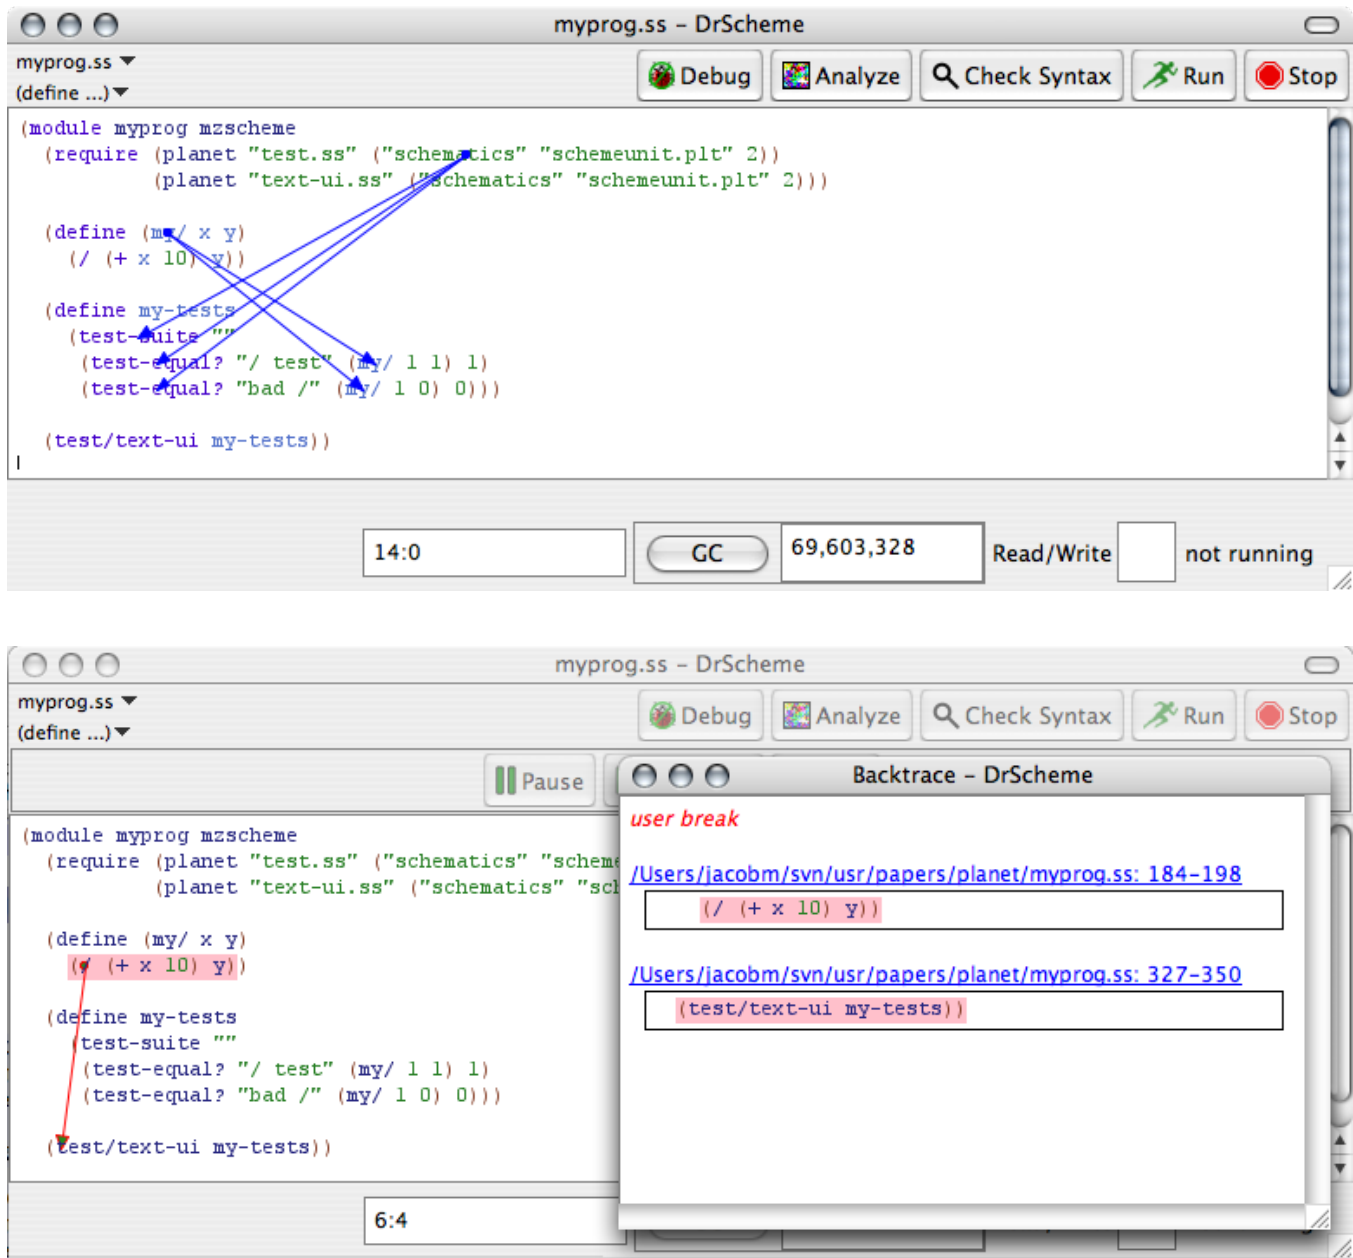 myprog.ss – DrScheme
myprog.ss
(define ...)
Debug Analyze Check Syntax Run Stop
(module myprog mzscheme
(require (planet "test.ss" ("schematics" "schemeunit.plt" 2))
(planet "text-ui.ss" ("schematics" "schemeunit.plt" 2)))
(define (my/ x y)
(/ (+ x 10) y))
(define my-tests
(test-suite ""
(test-equal? "/ test" (my/ 1 1) 1)
(test-equal? "bad /" (my/ 1 0) 0)))
(test/text-ui my-tests))
14:0 GC 69,603,328 Read/Write not running
myprog.ss – DrScheme
myprog.ss
(define ...)
Debug Analyze Check Syntax Run Stop
Pause
(module myprog mzscheme
(require (planet "test.ss" ("schematics" "scheme
(planet "text-ui.ss" ("schematics" "sch
(define (my/ x y)
(/ (+ x 10) y))
(define my-tests
(test-suite ""
(test-equal? "/ test" (my/ 1 1) 1)
(test-equal? "bad /" (my/ 1 0) 0)))
(test/text-ui my-tests))
6:4
Backtrace – DrScheme
user break
/Users/jacobm/svn/usr/papers/planet/myprog.ss: 184–198
(/ (+ x 10) y))
/Users/jacobm/svn/usr/papers/planet/myprog.ss: 327–350
(test/text-ui my-tests))